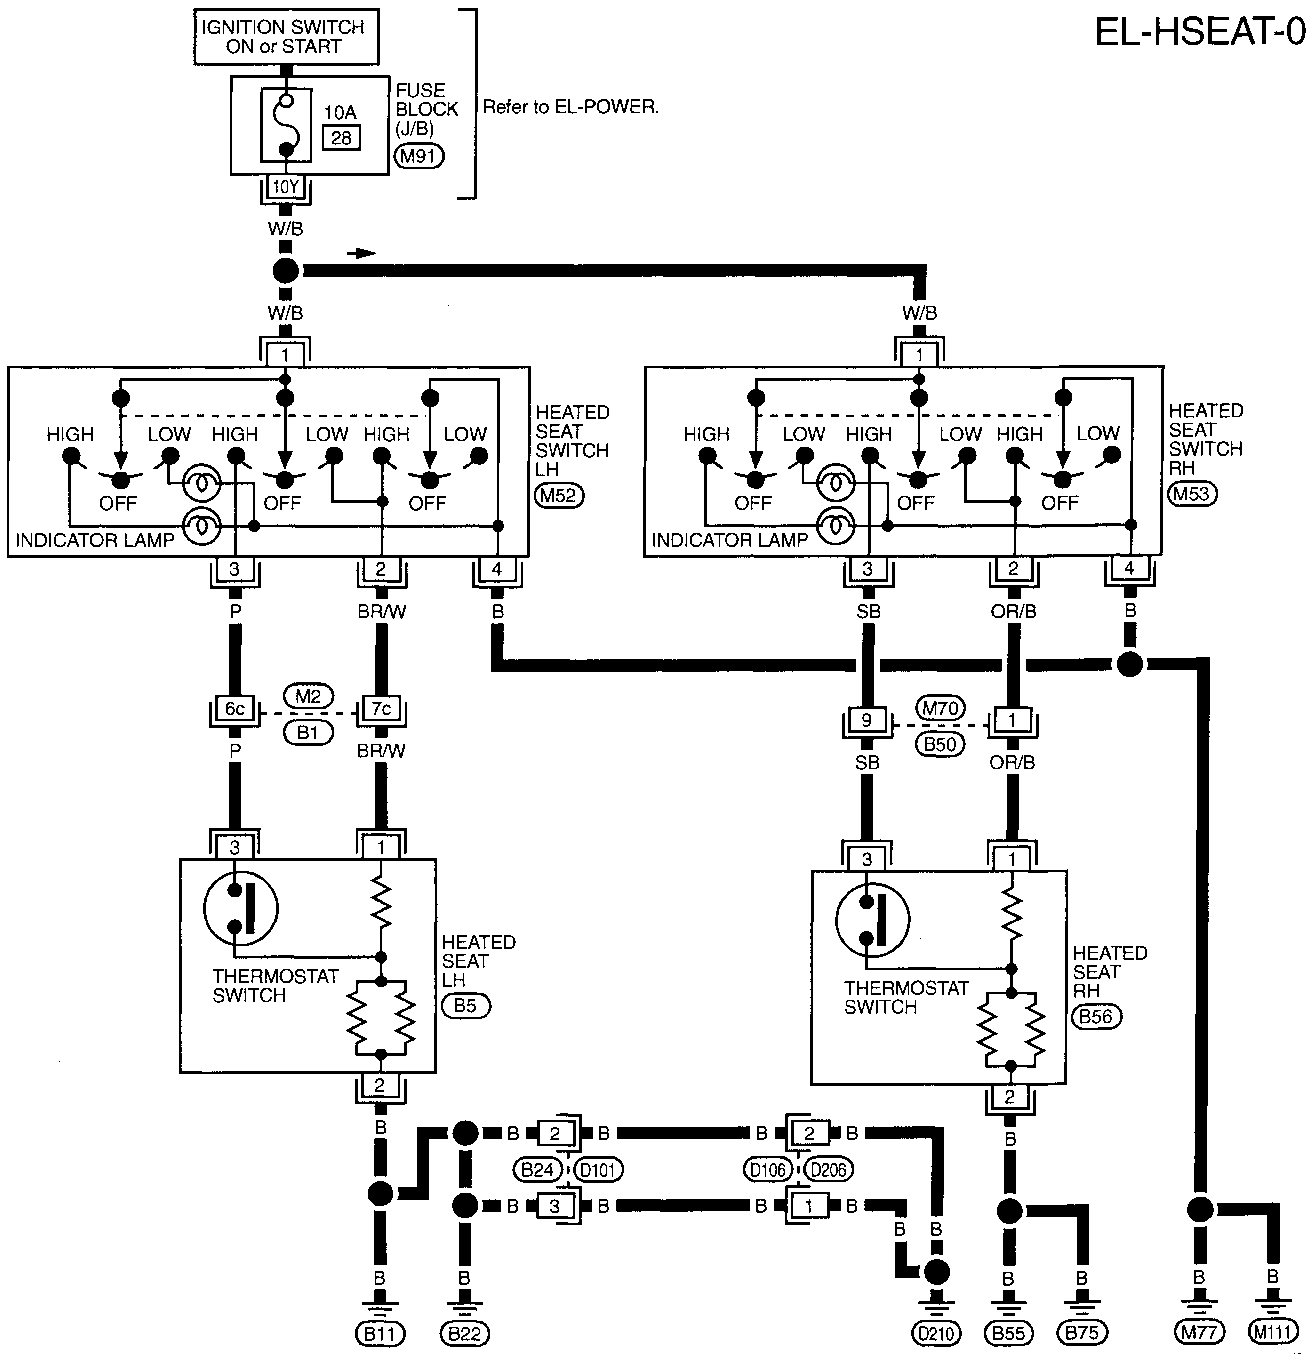 EL-HSEAT-0
IGNITION SWITCH
ON or START
FUSE
BLOCK
(J/B)
M91
10A
28
Refer to EL-POWER.
10Y
W/B
W/B
W/B
1
1
HIGH
LOW
HIGH
LOW
HIGH
LOW
OFF
OFF
OFF
INDICATOR LAMP
HEATED
SEAT
SWITCH
LH
M52
HIGH
LOW
HIGH
LOW
HIGH
LOW
OFF
OFF
OFF
INDICATOR LAMP
HEATED
SEAT
SWITCH
RH
M53
3
2
4
3
2
4
P
BR/W
B
SB
OR/B
B
6c
M2
B1
7c
9
M70
B50
1
P
BR/W
SB
OR/B
3
1
3
1
THERMOSTAT
SWITCH
HEATED
SEAT
LH
B5
THERMOSTAT
SWITCH
HEATED
SEAT
RH
B56
2
2
B
B
B
2
B
B
2
B
B24
D101
D106
D206
B
3
B
B
1
B
B
B
B
B
B
B
B
B
B11
B22
D210
B55
B75
M77
M111